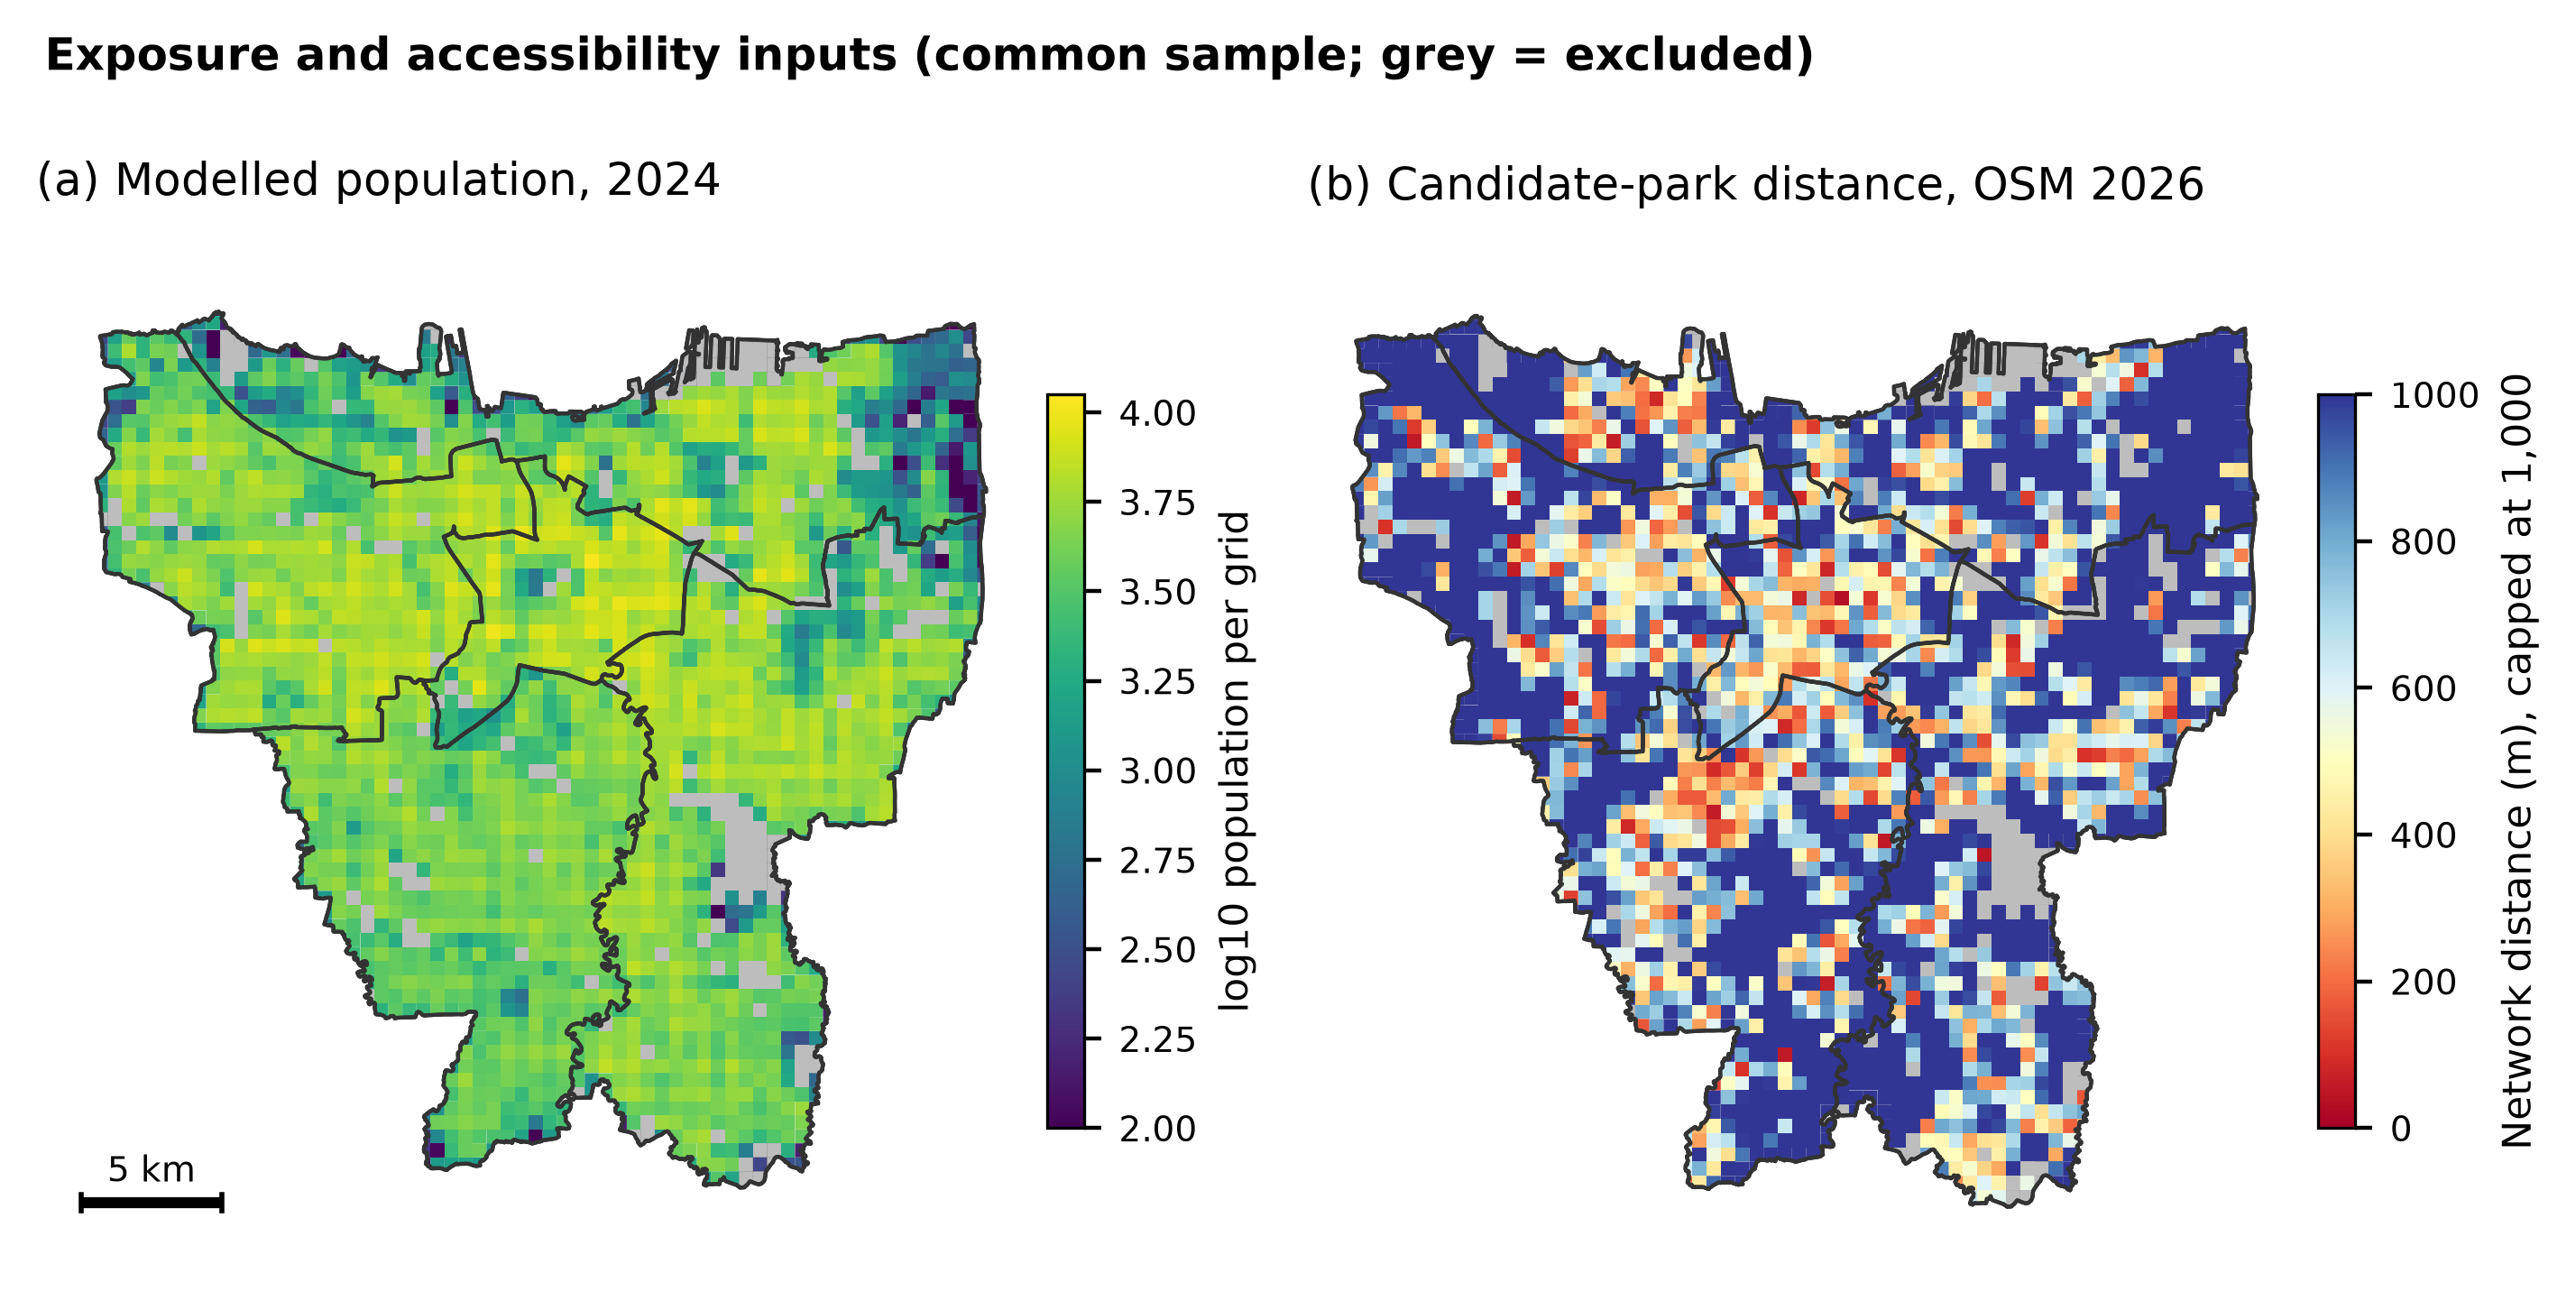 Exposure and accessibility inputs (common sample; grey = excluded)
(a) Modelled population, 2024
(b) Candidate-park distance, OSM 2026
4.00
3.75
3.50
3.25
3.00
2.75
2.50
2.25
2.00
log10 population per grid
1000
800
600
400
200
0
Network distance (m), capped at 1,000
5 km